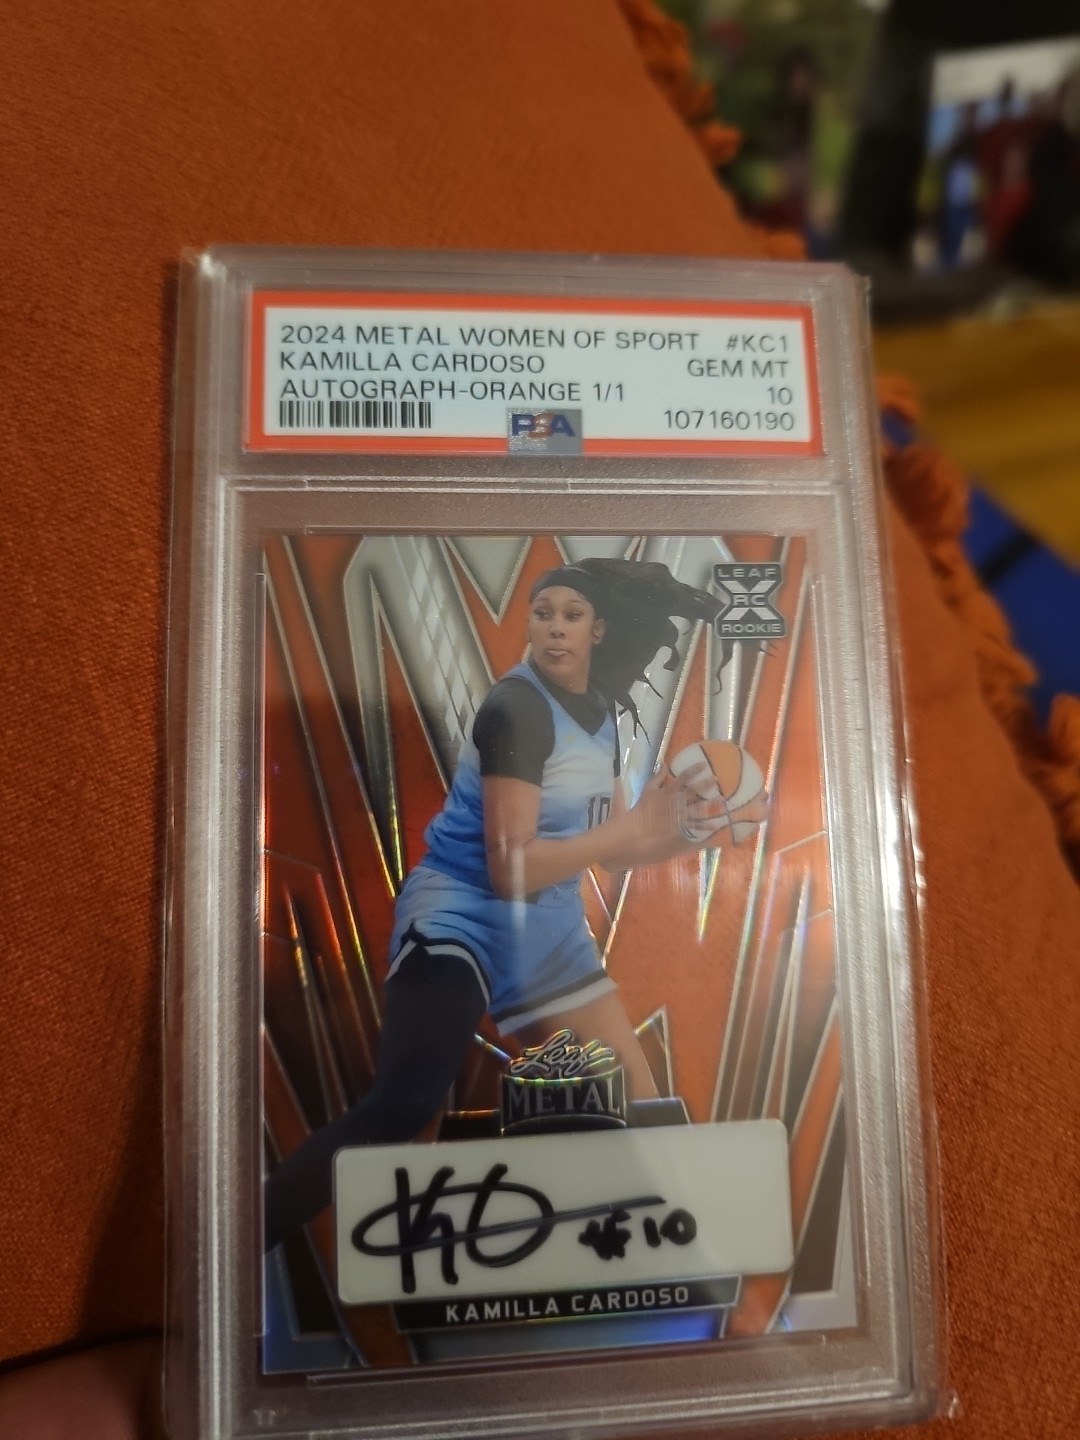 2024 METAL WOMEN OF SPORT #KC1
KAMILLA CARDOSO GEM MT
AUTOGRAPH-ORANGE 1/1 10
PSA 107160190
LEAF
X
RC
ROOKIE
10
Leaf
METAL
#10
KAMILLA CARDOSO